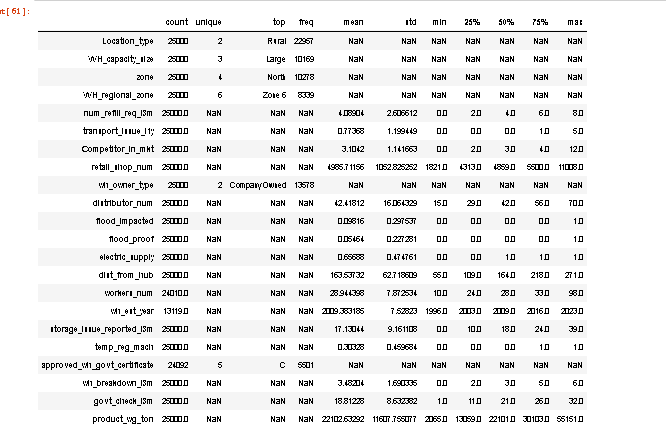 t[61]:
count unique top freq mean std min 25% 50% 75% max
Location_type 25000 2 Rural 22957 NaN NaN NaN NaN NaN NaN NaN
WH_capacity_size 25000 3 Large 10169 NaN NaN NaN NaN NaN NaN NaN
zone 25000 4 North 10278 NaN NaN NaN NaN NaN NaN NaN
WH_regional_zone 25000 6 Zone 6 8339 NaN NaN NaN NaN NaN NaN NaN
num_refill_req_l3m 25000.0 NaN NaN NaN 4.08904 2.606612 0.0 2.0 4.0 6.0 8.0
transport_issue_l1y 25000.0 NaN NaN NaN 0.77368 1.199449 0.0 0.0 0.0 1.0 5.0
Competitor_in_mkt 25000.0 NaN NaN NaN 3.1042 1.141663 0.0 2.0 3.0 4.0 12.0
retail_shop_num 25000.0 NaN NaN NaN 4985.71156 1052.825252 1821.0 4313.0 4859.0 5500.0 11008.0
wh_owner_type 25000 2 Company Owned 13578 NaN NaN NaN NaN NaN NaN NaN
distributor_num 25000.0 NaN NaN NaN 42.41812 16.064329 15.0 29.0 42.0 56.0 70.0
flood_impacted 25000.0 NaN NaN NaN 0.09816 0.297537 0.0 0.0 0.0 0.0 1.0
flood_proof 25000.0 NaN NaN NaN 0.05464 0.227281 0.0 0.0 0.0 0.0 1.0
electric_supply 25000.0 NaN NaN NaN 0.65688 0.474761 0.0 0.0 1.0 1.0 1.0
dist_from_hub 25000.0 NaN NaN NaN 163.53732 62.718609 55.0 109.0 164.0 218.0 271.0
workers_num 24010.0 NaN NaN NaN 28.944398 7.872534 10.0 24.0 28.0 33.0 98.0
wh_est_year 13119.0 NaN NaN NaN 2009.383185 7.52823 1996.0 2003.0 2009.0 2016.0 2023.0
storage_issue_reported_l3m 25000.0 NaN NaN NaN 17.13044 9.161108 0.0 10.0 18.0 24.0 39.0
temp_reg_mach 25000.0 NaN NaN NaN 0.30328 0.459684 0.0 0.0 0.0 1.0 1.0
approved_wh_govt_certificate 24092 5 C 5501 NaN NaN NaN NaN NaN NaN NaN
wh_breakdown_l3m 25000.0 NaN NaN NaN 3.48204 1.690335 0.0 2.0 3.0 5.0 6.0
govt_check_l3m 25000.0 NaN NaN NaN 18.81228 8.632382 1.0 11.0 21.0 26.0 32.0
product_wg_ton 25000.0 NaN NaN NaN 22102.63292 11607.755077 2065.0 13059.0 22101.0 30103.0 55151.0